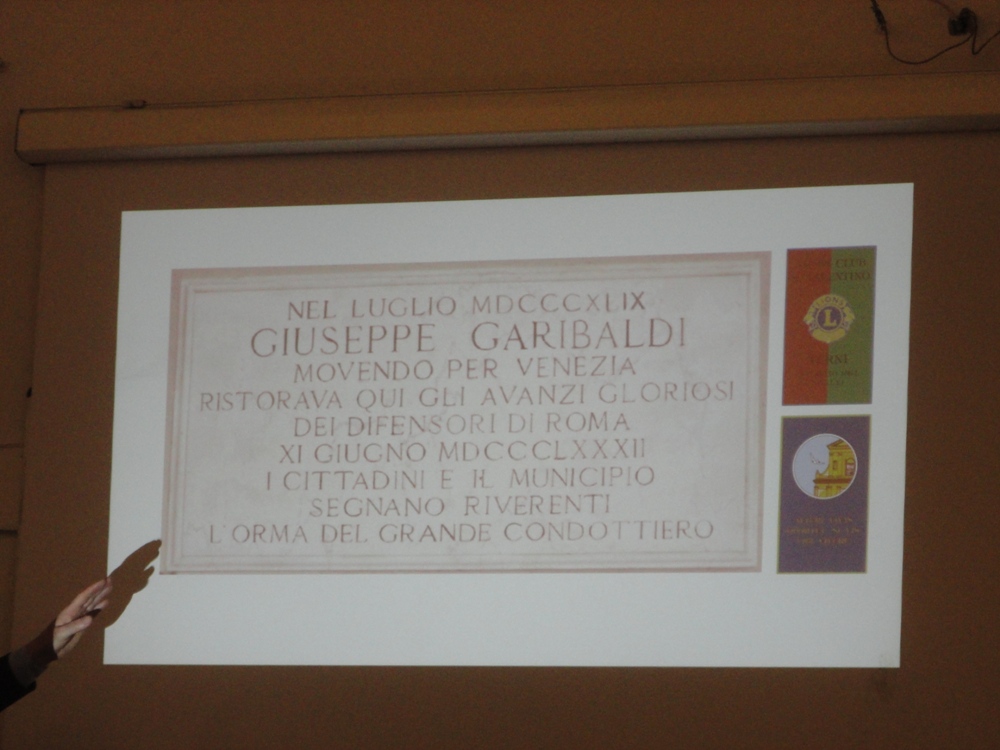 NEL LUGLIO MDCCCXLIX
GIUSEPPE GARIBALDI
MOVENDO PER VENEZIA
RISTORAVA QUI GLI AVANZI GLORIOSI
DEI DIFENSORI DI ROMA
XI GIUGNO MDCCCLXXXII
I CITTADINI E IL MUNICIPIO
SEGNANO RIVERENTI
L'ORMA DEL GRANDE CONDOTTIERO
CLUB
LIONS
L